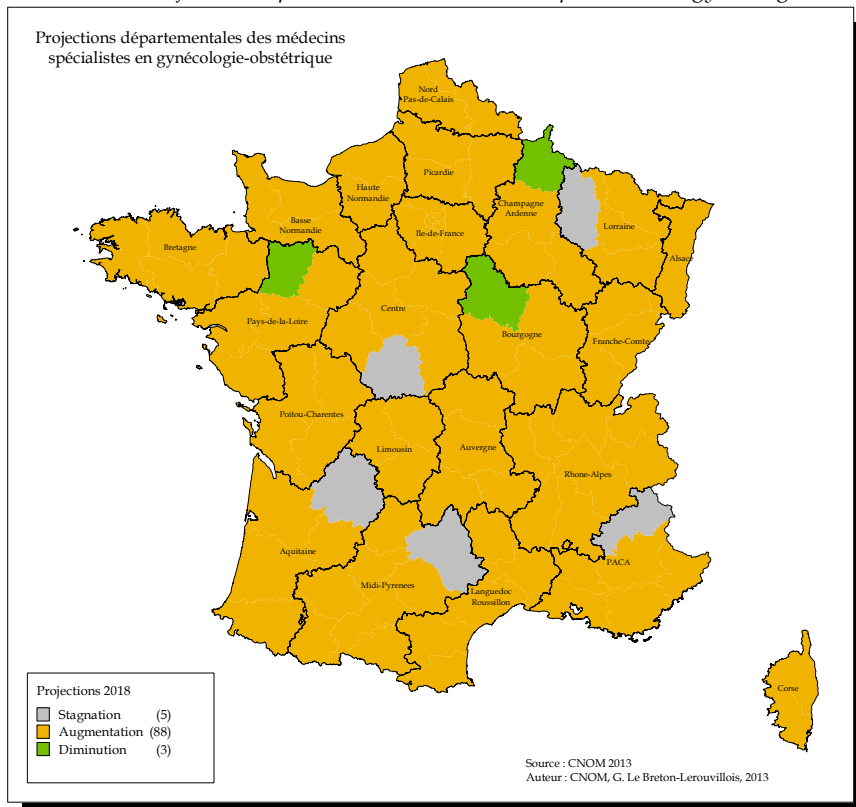 Projections départementales des médecins
spécialistes en gynécologie-obstétrique
Nord
Pas-de-Calais
Picardie
Haute
Normandie
Champagne
Ardenne
Basse
Normandie
Ile-de-France
Lorraine
Bretagne
Alsace
Centre
Pays-de-la-Loire
Bourgogne
Franche-Comte
Poitou-Charentes
Limousin
Auvergne
Rhone-Alpes
Aquitaine
PACA
Midi-Pyrenees
Languedoc
Roussillon
Corse
Projections 2018
Stagnation (5)
Augmentation (88)
Diminution (3)
Source : CNOM 2013
Auteur : CNOM, G. Le Breton-Lerouvillois, 2013